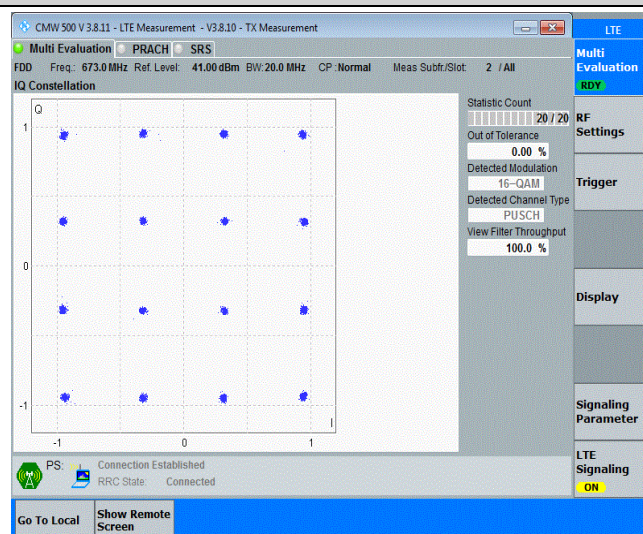 CMW 500 V 3.8.11 - LTE Measurement - V3.8.10 - TX Measurement
LTE
Multi Evaluation PRACH SRS
FDD Freq.: 673.0 MHz Ref. Level: 41.00 dBm BW: 20.0 MHz CP : Normal Meas Subfr./Slot: 2 / All
IQ Constellation
Q
1
0
-1
I
-1 0 1
Statistic Count
20 / 20
Out of Tolerance
0.00 %
Detected Modulation
16-QAM
Detected Channel Type
PUSCH
View Filter Throughput
100.0 %
Multi
Evaluation
RDY
RF
Settings
Trigger
Display
Signaling
Parameter
LTE
Signaling
ON
PS: Connection Established
RRC State: Connected
Go To Local
Show Remote
Screen